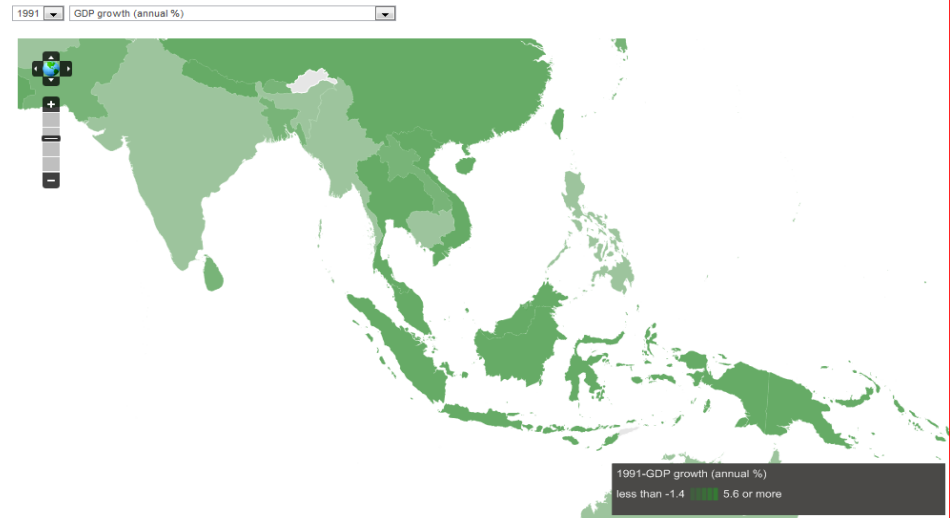 1991 GDP growth (annual %)
+
−
1991-GDP growth (annual %)
less than -1.4 5.6 or more